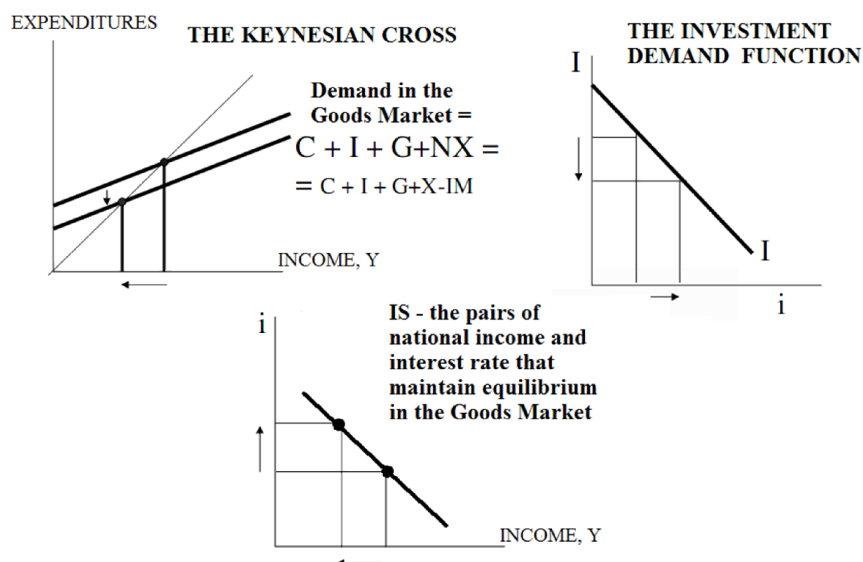 EXPENDITURES
THE KEYNESIAN CROSS
Demand in the
Goods Market =
C + I + G+NX =
= C + I + G+X-IM
INCOME, Y
THE INVESTMENT
DEMAND FUNCTION
I
I
i
IS - the pairs of
national income and
interest rate that
maintain equilibrium
in the Goods Market
i
INCOME, Y